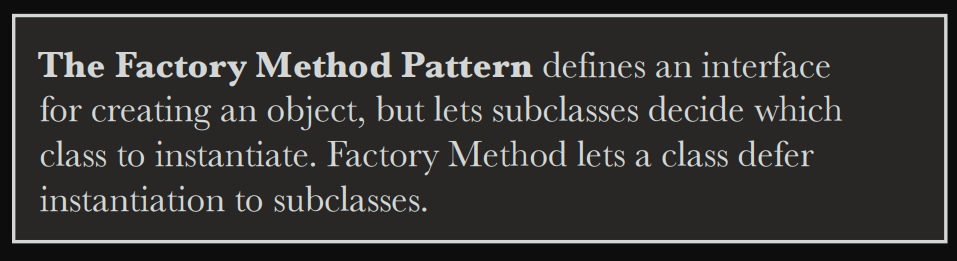 The Factory Method Pattern defines an interface
for creating an object, but lets subclasses decide which
class to instantiate. Factory Method lets a class defer
instantiation to subclasses.